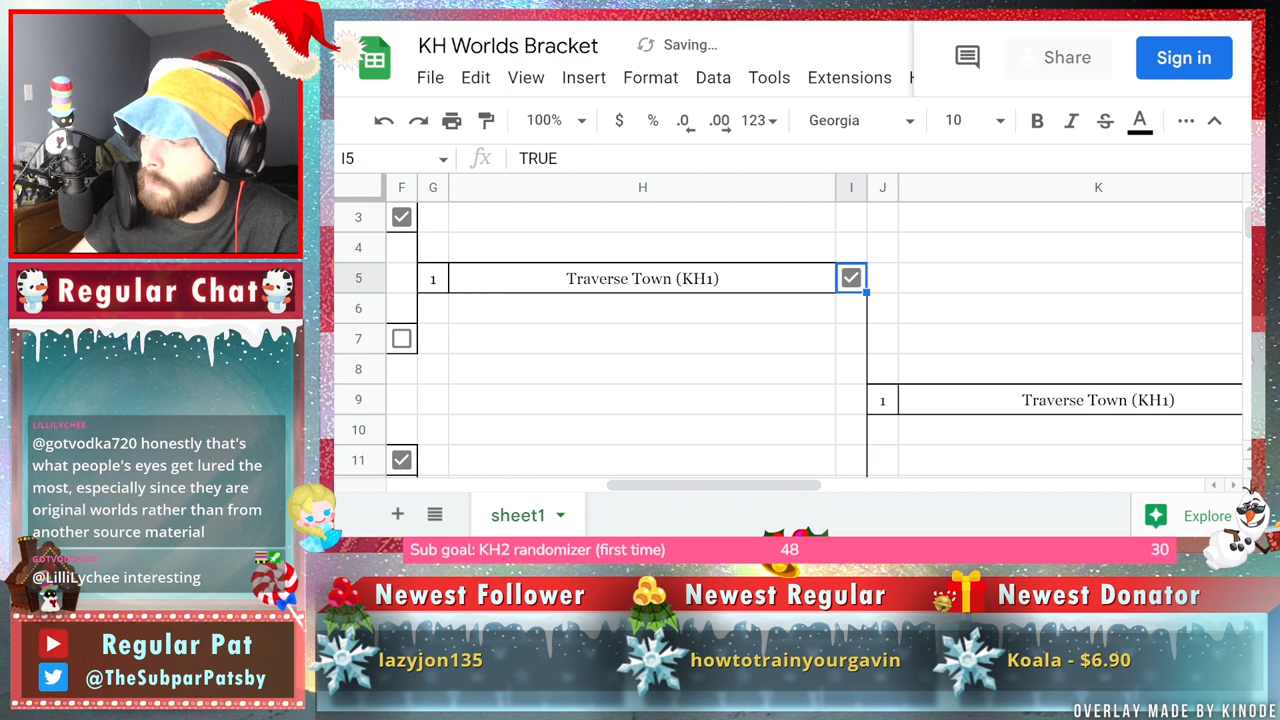 KH Worlds Bracket
Saving…
Share
Sign in
File Edit View Insert Format Data Tools Extensions
100% $ % .0 .00 123 Georgia 10 B I S A
I5 fx TRUE
F G H I J K
3
4
5 1 Traverse Town (KH1)
6
7
8
9 1 Traverse Town (KH1)
10
11
+ sheet1 Explore
Regular Chat
LILLILYCHEE
@gotvodka720 honestly that's
what people's eyes get lured the
most, especially since they are
original worlds rather than from
another source material
@LilliLychee interesting
Regular Pat
@TheSubparPatsby
Sub goal: KH2 randomizer (first time) 48 30
Newest Follower
lazyjon135
Newest Regular
howtotrainyourgavin
Newest Donator
Koala - $6.90
OVERLAY MADE BY KINODE